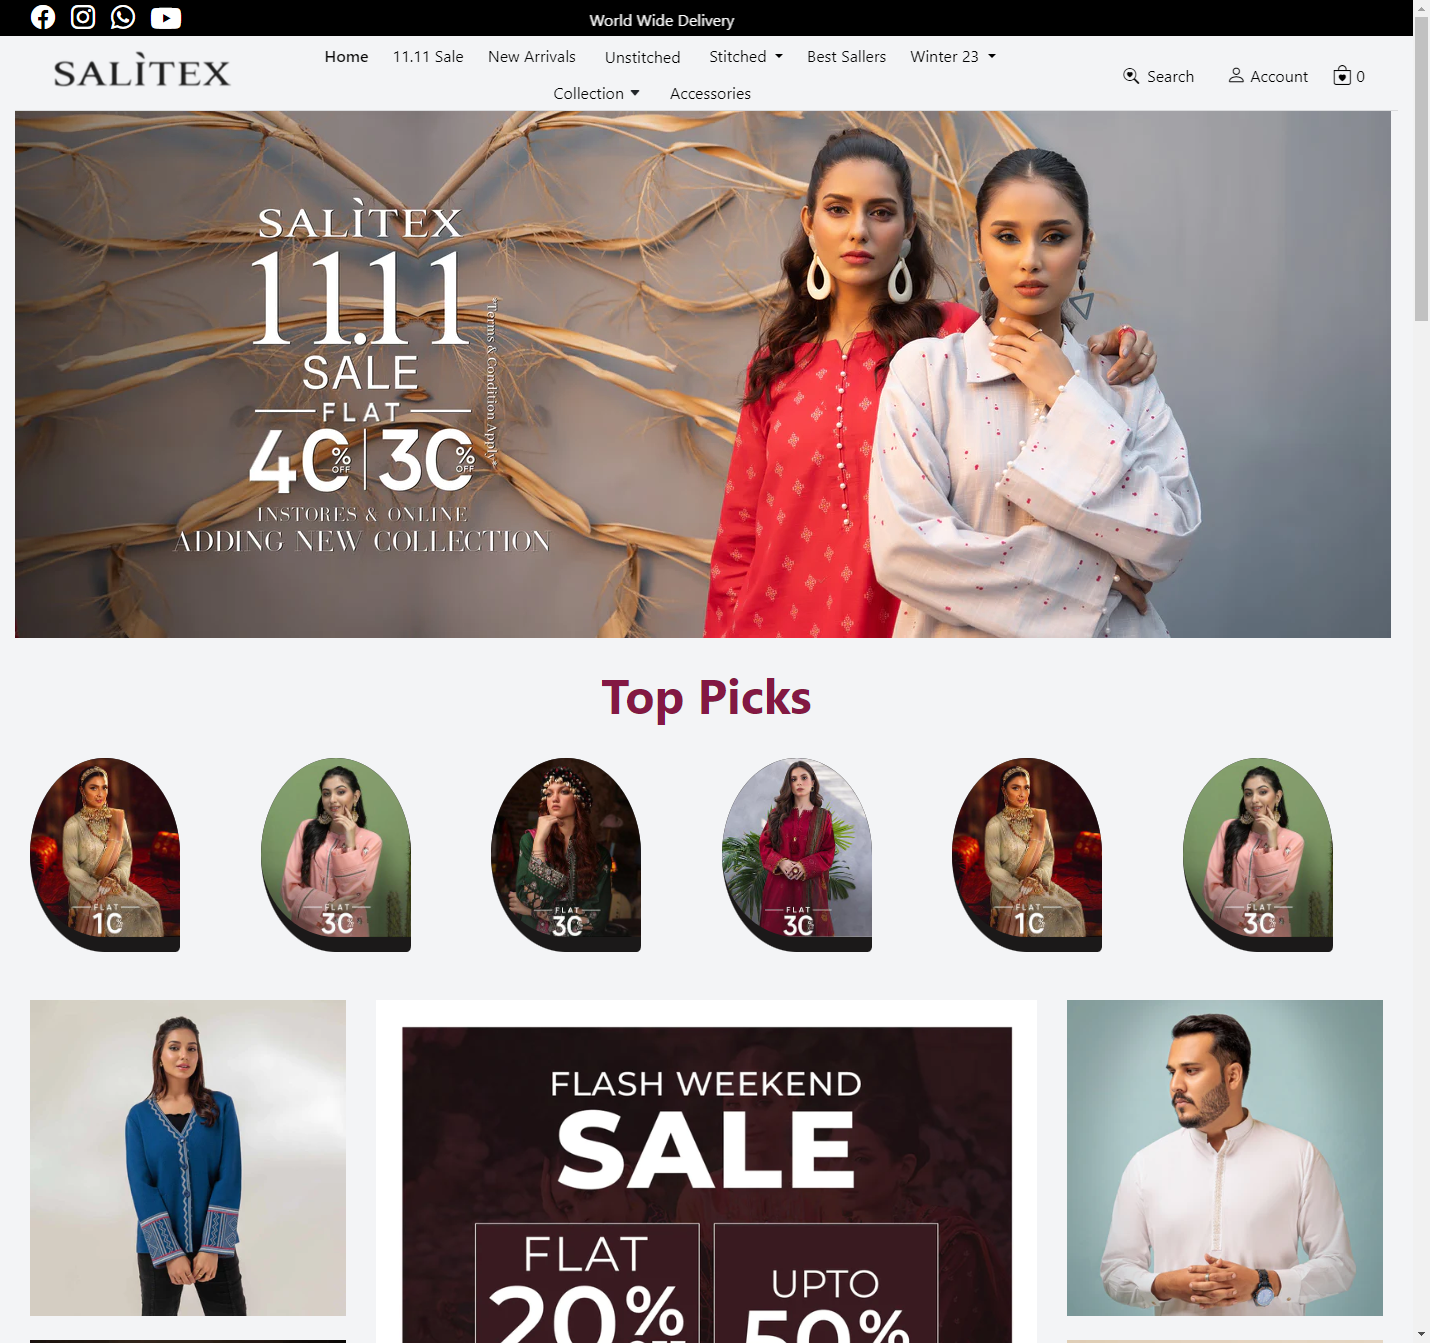 World Wide Delivery
SALÌTEX
Home 11.11 Sale New Arrivals Unstitched Stitched Best Sallers Winter 23
Collection Accessories
Search Account 0
SALÌTEX
11.11
SALE
FLAT
40% OFF 30% OFF
*Terms & Condition Apply*
INSTORES & ONLINE
ADDING NEW COLLECTION
Top Picks
FLAT
10
FLAT
30
FLAT
30
FLAT
30
FLAT
10
FLAT
30
FLASH WEEKEND
SALE
FLAT
20%
UPTO
50%